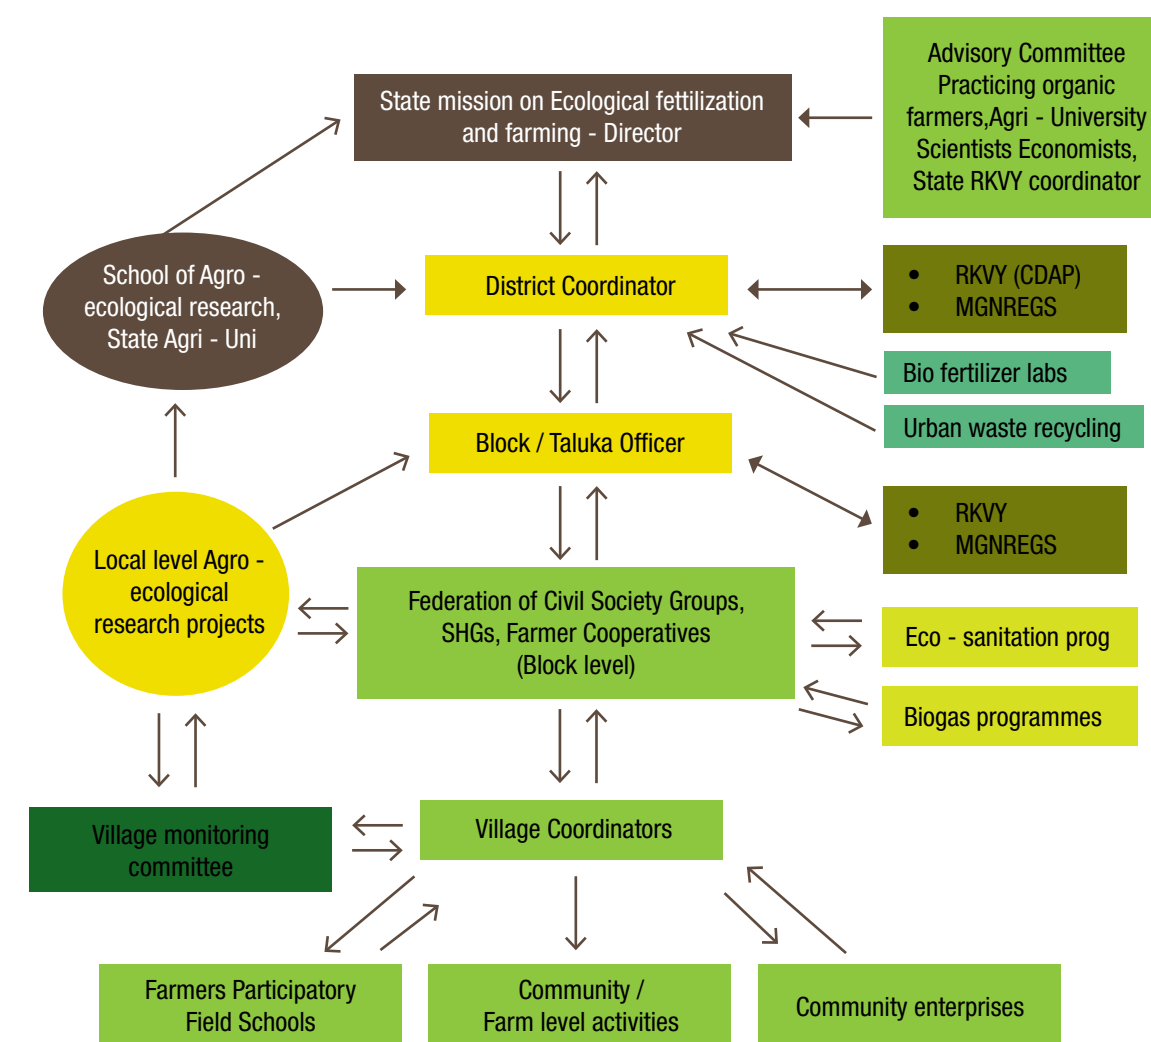 State mission on Ecological fettilization
and farming - Director
Advisory Committee
Practicing organic
farmers,Agri - University
Scientists Economists,
State RKVY coordinator
School of Agro -
ecological research,
State Agri - Uni
District Coordinator
• RKVY (CDAP)
• MGNREGS
Bio fertilizer labs
Urban waste recycling
Block / Taluka Officer
• RKVY
• MGNREGS
Local level Agro -
ecological
research projects
Federation of Civil Society Groups,
SHGs, Farmer Cooperatives
(Block level)
Eco - sanitation prog
Biogas programmes
Village monitoring
committee
Village Coordinators
Farmers Participatory
Field Schools
Community /
Farm level activities
Community enterprises